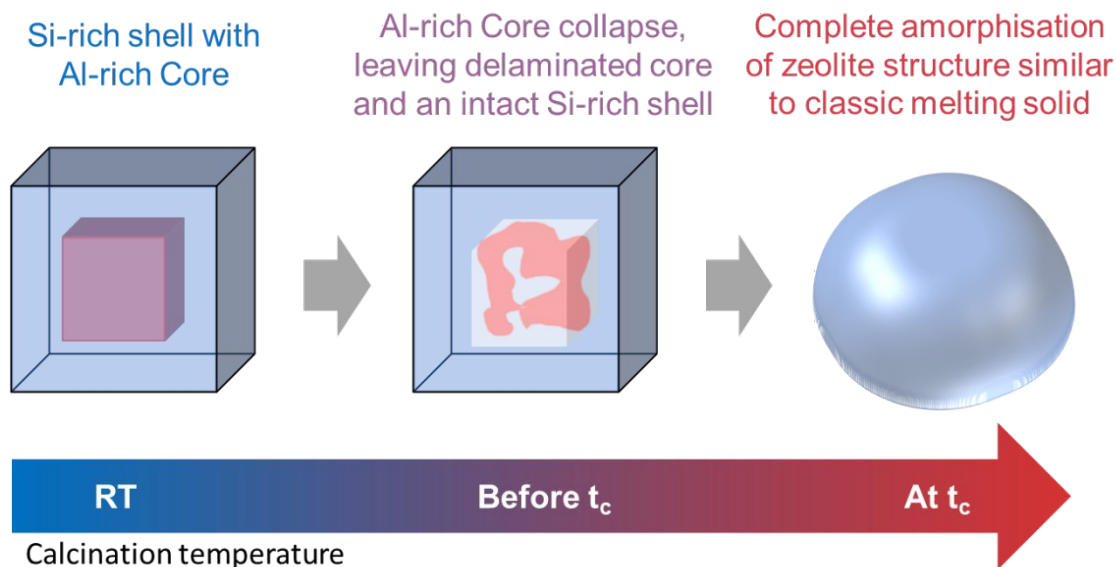 Si-rich shell with
Al-rich Core
Al-rich Core collapse,
leaving delaminated core
and an intact Si-rich shell
Complete amorphisation
of zeolite structure similar
to classic melting solid
RT
Before tc
At tc
Calcination temperature